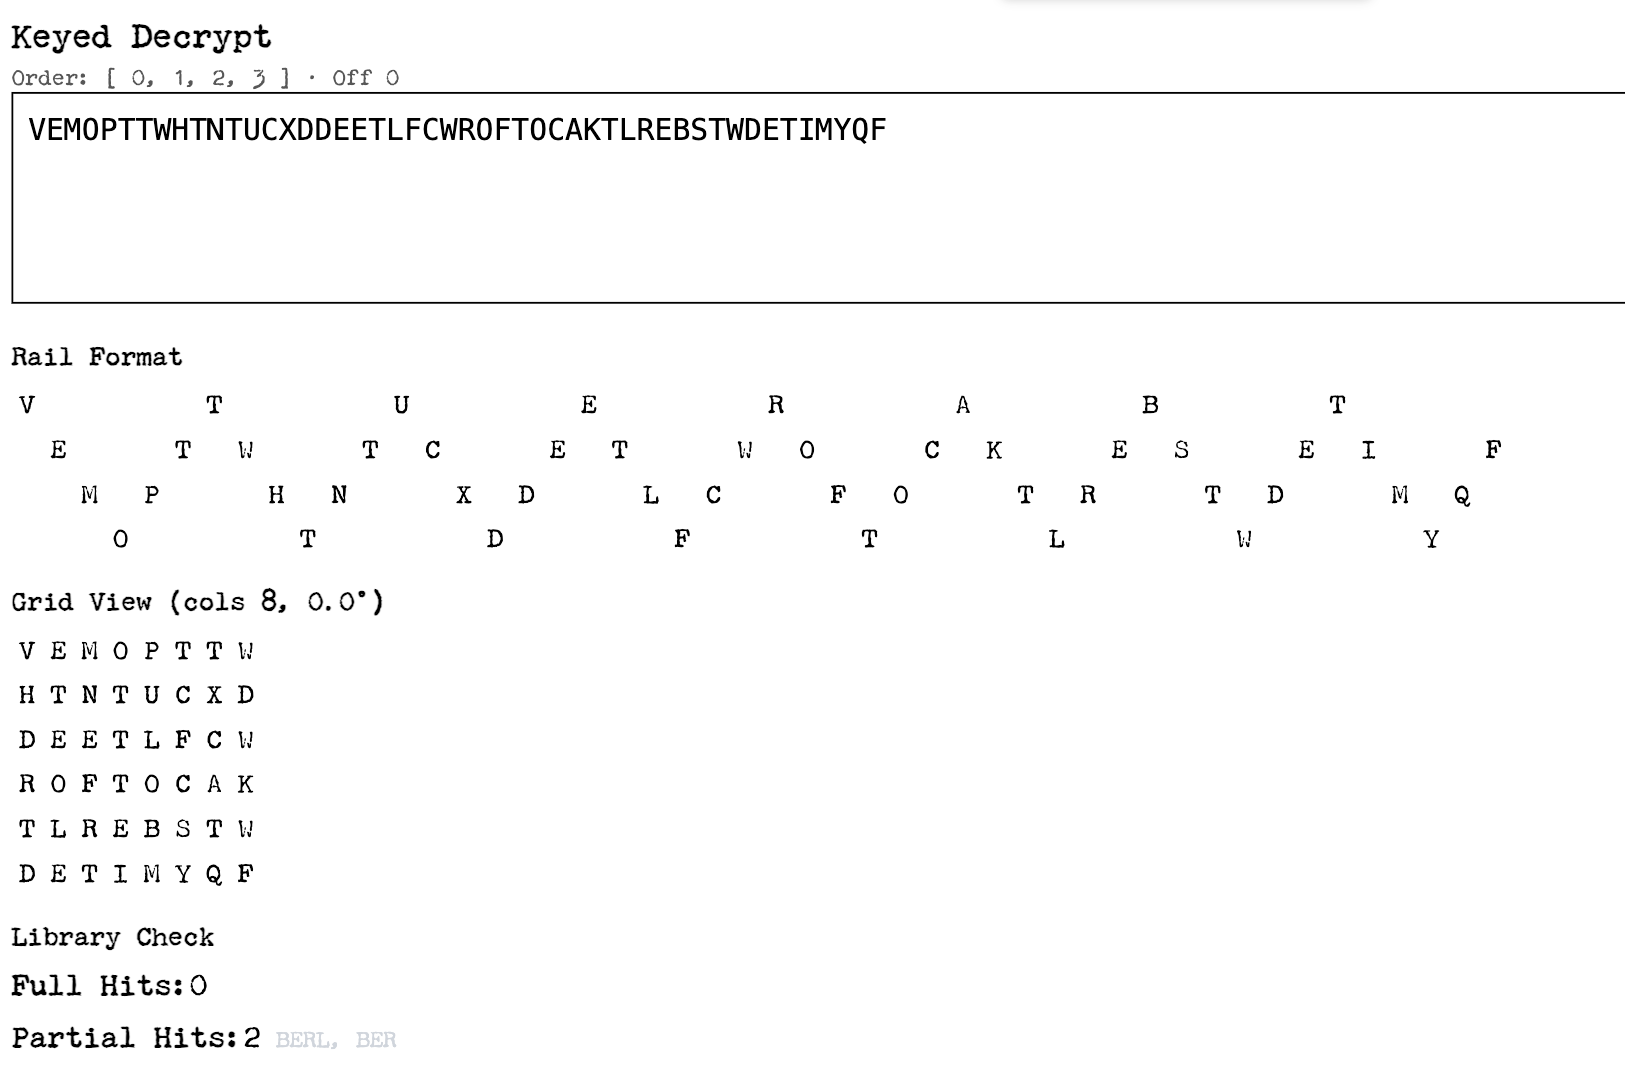 Keyed Decrypt
Order: [ 0, 1, 2, 3 ] · Off 0
VEMOPTTWHTNTUCXDDEETLFCWROFTOCAKTLREBSTWDETIMYQF
Rail Format
V T U E R A B T
E T W T C E T W O C K E S E I F
M P H N X D L C F O T R T D M Q
O T D F T L W Y
Grid View (cols 8, 0.0°)
V E M O P T T W
H T N T U C X D
D E E T L F C W
R O F T O C A K
T L R E B S T W
D E T I M Y Q F
Library Check
Full Hits:0
Partial Hits:2 BERL, BER